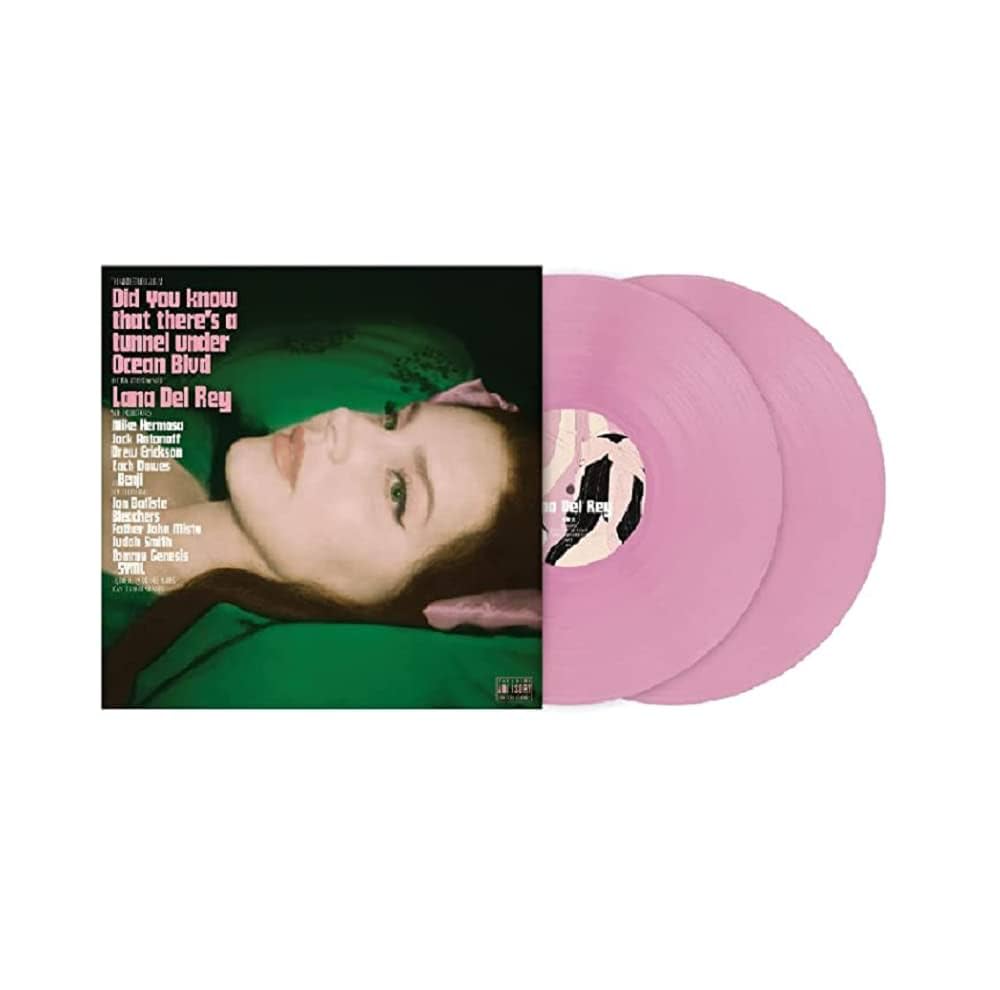 Did you know
that there's a
tunnel under
Ocean Blvd
Lana Del Rey
Mike Hermosa
Jack Antonoff
Drew Erickson
Zach Dawes
Benji
Jon Batiste
Bleachers
Father John Misty
Judah Smith
Tommy Genesis
SYML
Del Rey
ADVISORY